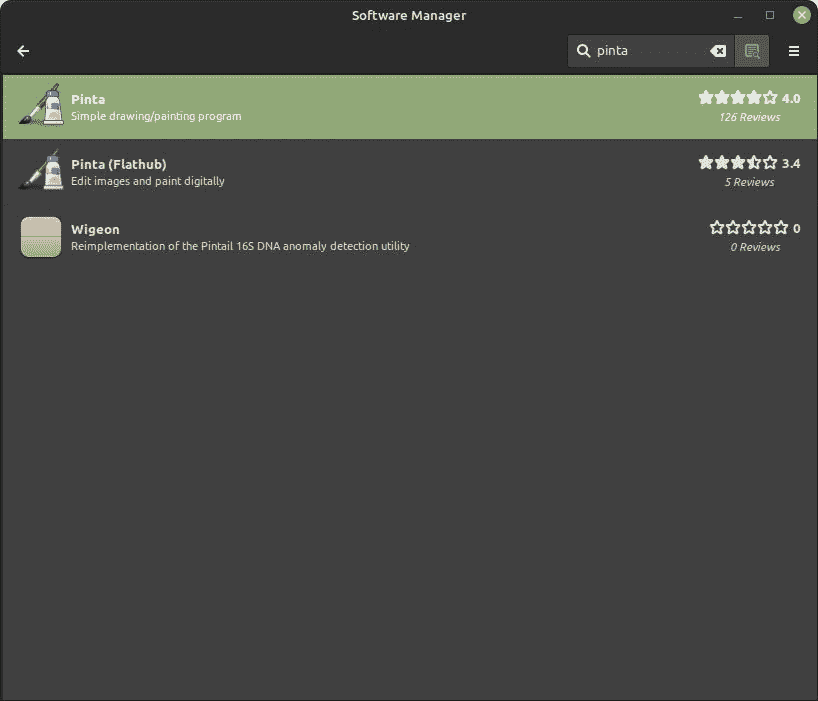 Software Manager
pinta
Pinta
Simple drawing/painting program
4.0
126 Reviews
Pinta (Flathub)
Edit images and paint digitally
3.4
5 Reviews
Wigeon
Reimplementation of the Pintail 16S DNA anomaly detection utility
0
0 Reviews